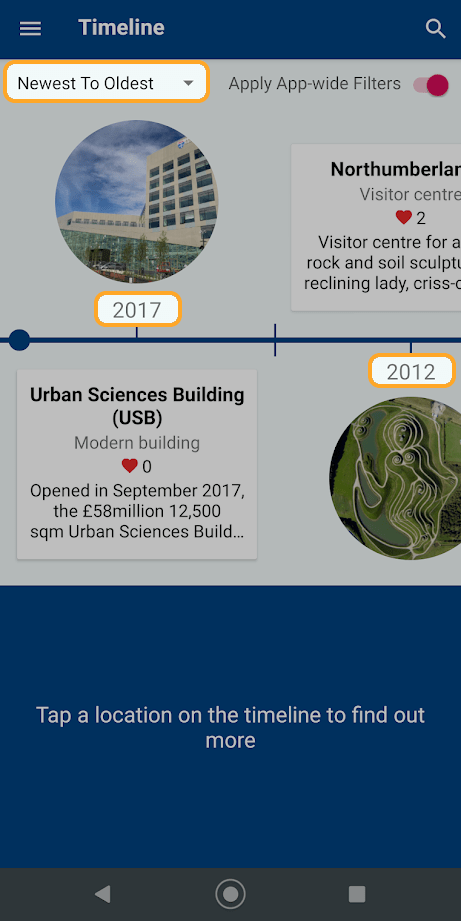 Timeline
Newest To Oldest
Apply App-wide Filters
2017
Urban Sciences Building
(USB)
Modern building
0
Opened in September 2017,
the £58million 12,500
sqm Urban Sciences Build...
Northumberlan
Visitor centre
2
Visitor centre for a
rock and soil sculptu
reclining lady, criss-c
2012
Tap a location on the timeline to find out
more